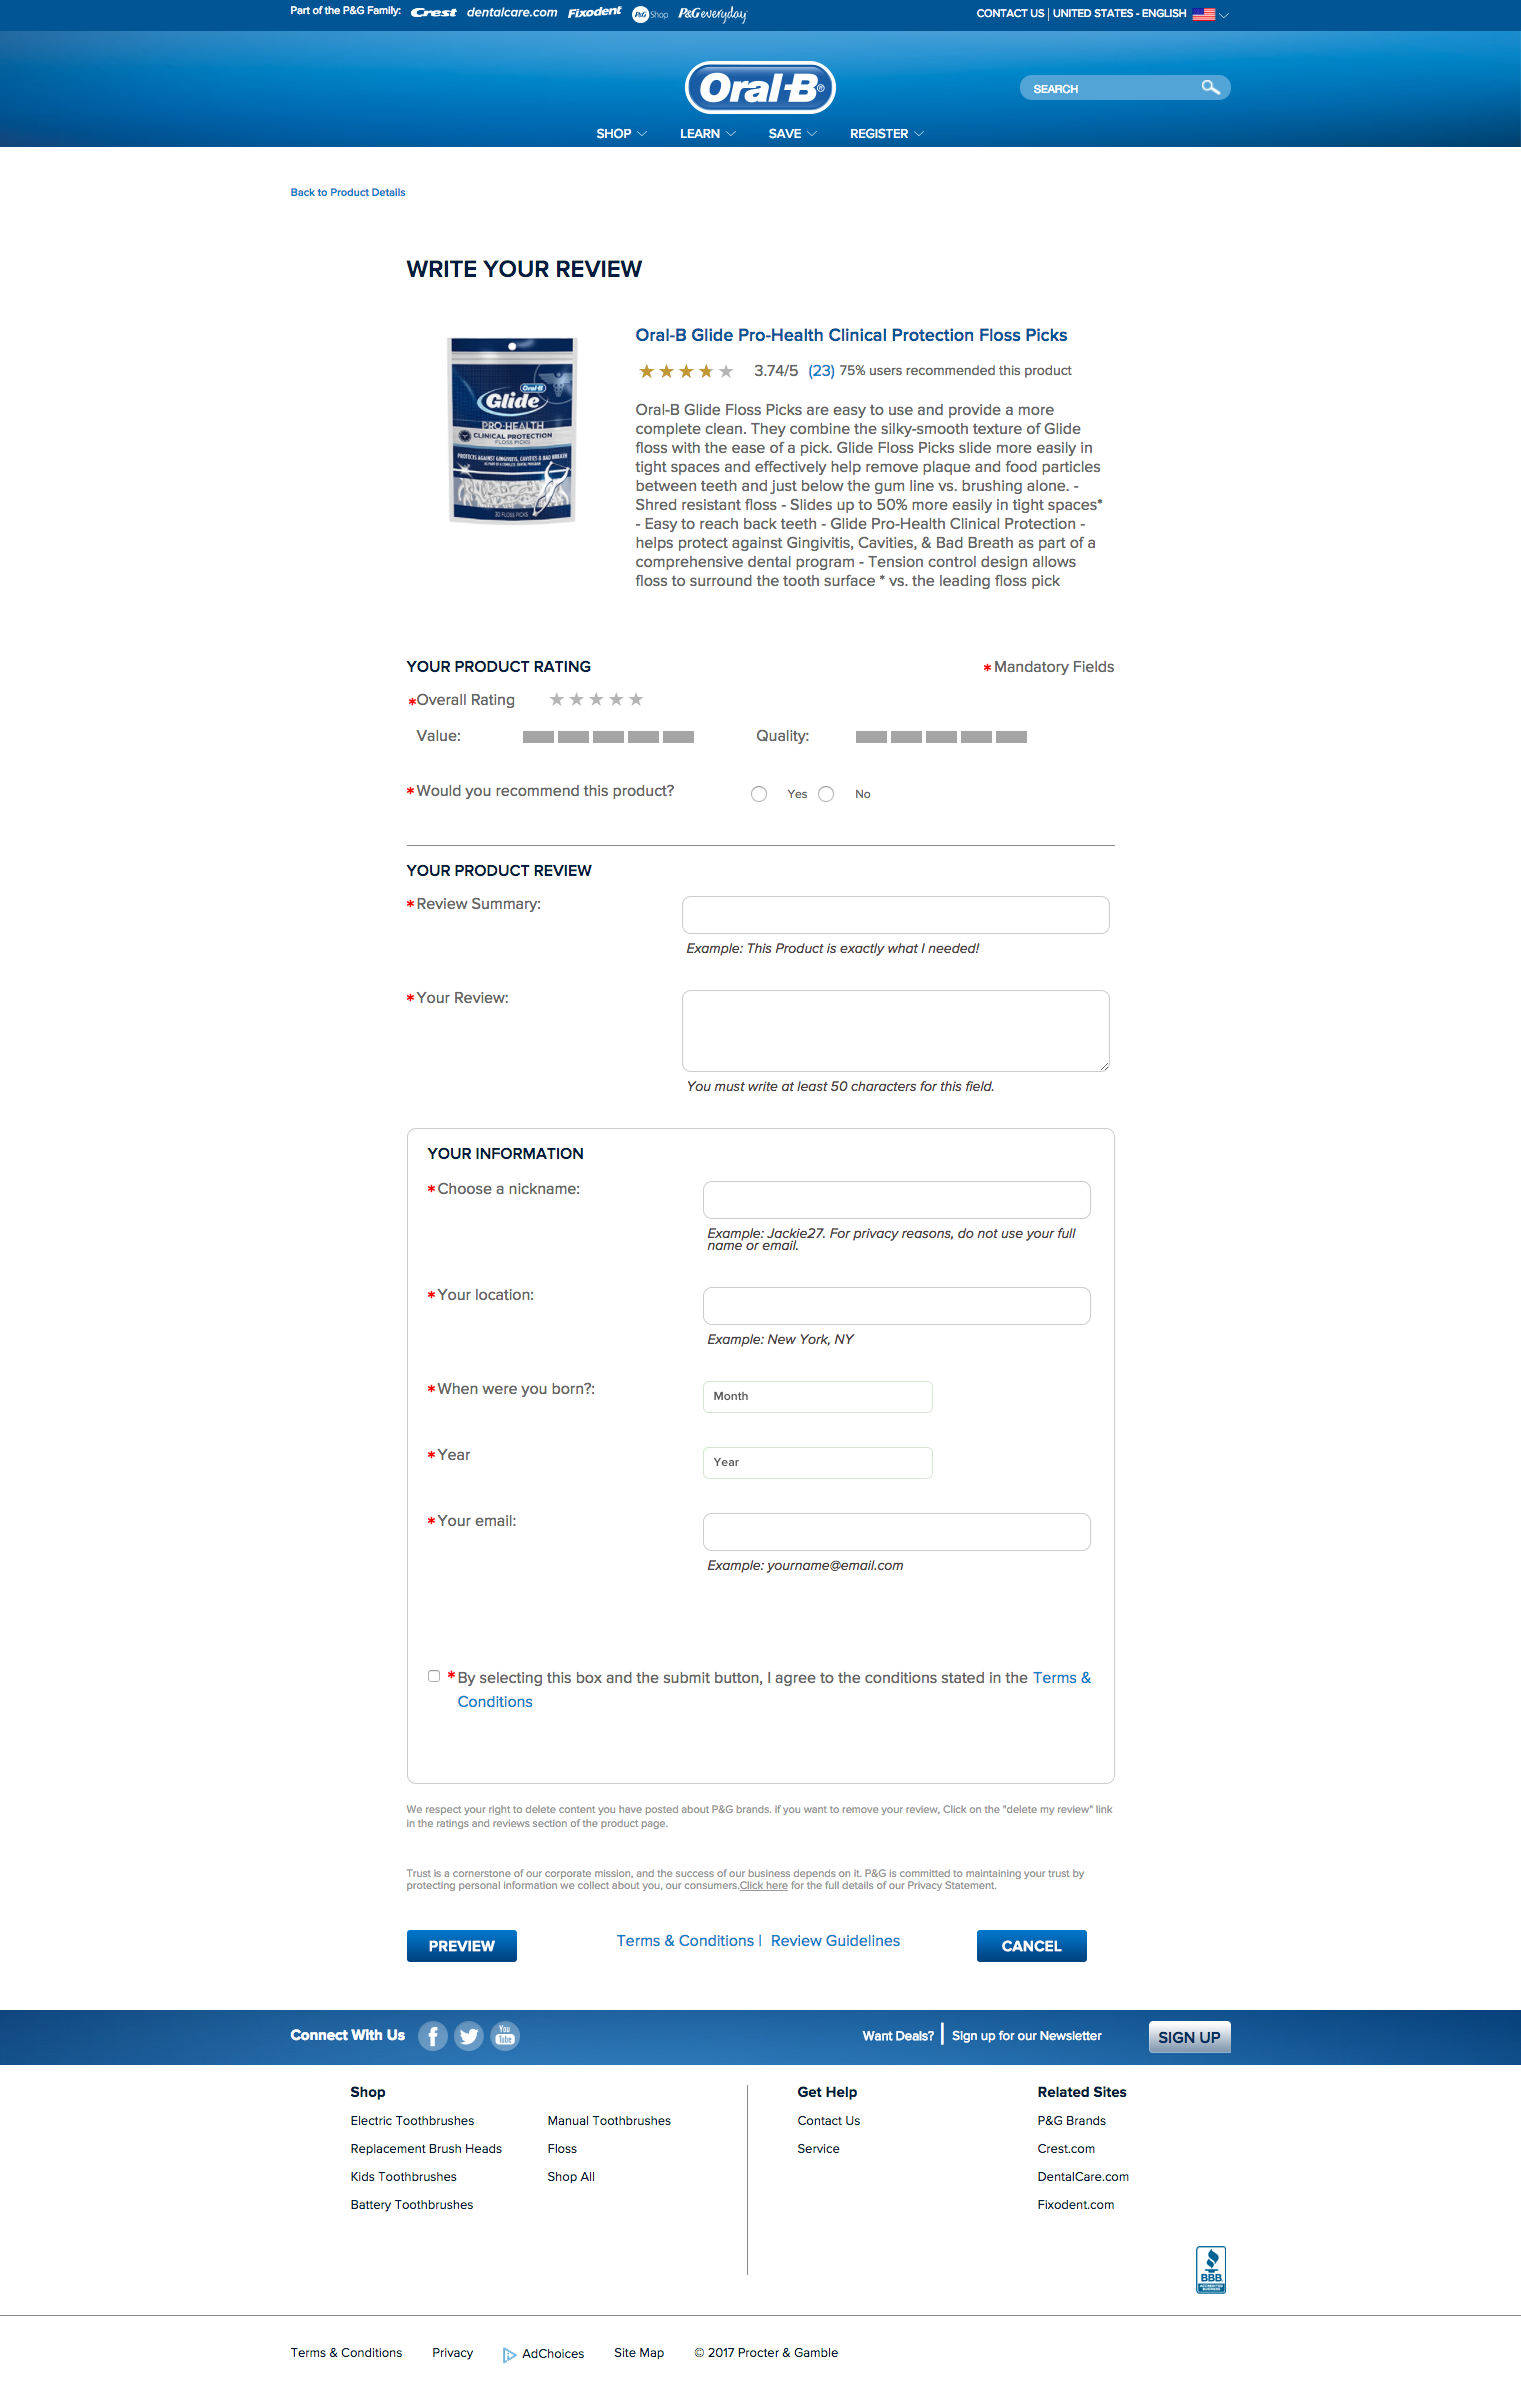 Part of the P&G Family: Crest dentalcare.com Fixodent P&G Shop P&G everyday
CONTACT US | UNITED STATES - ENGLISH
Oral-B®
SEARCH
SHOP LEARN SAVE REGISTER
Back to Product Details
WRITE YOUR REVIEW
Oral-B
Glide
PRO-HEALTH
CLINICAL PROTECTION
FLOSS PICKS
PROTECTS AGAINST GINGIVITIS, CAVITIES & BAD BREATH
AS PART OF A COMPLETE DENTAL PROGRAM
30 FLOSS PICKS
Oral-B Glide Pro-Health Clinical Protection Floss Picks
3.74/5 (23) 75% users recommended this product
Oral-B Glide Floss Picks are easy to use and provide a more
complete clean. They combine the silky-smooth texture of Glide
floss with the ease of a pick. Glide Floss Picks slide more easily in
tight spaces and effectively help remove plaque and food particles
between teeth and just below the gum line vs. brushing alone. -
Shred resistant floss - Slides up to 50% more easily in tight spaces*
- Easy to reach back teeth - Glide Pro-Health Clinical Protection -
helps protect against Gingivitis, Cavities, & Bad Breath as part of a
comprehensive dental program - Tension control design allows
floss to surround the tooth surface * vs. the leading floss pick
YOUR PRODUCT RATING
* Mandatory Fields
*Overall Rating
Value:
Quality:
*Would you recommend this product?
Yes
No
YOUR PRODUCT REVIEW
*Review Summary:
Example: This Product is exactly what I needed!
*Your Review:
You must write at least 50 characters for this field.
YOUR INFORMATION
*Choose a nickname:
Example: Jackie27. For privacy reasons, do not use your full
name or email.
*Your location:
Example: New York, NY
*When were you born?:
Month
*Year
Year
*Your email:
Example: yourname@email.com
*By selecting this box and the submit button, I agree to the conditions stated in the Terms &
Conditions
We respect your right to delete content you have posted about P&G brands. if you want to remove your review, Click on the "delete my review" link
in the ratings and reviews section of the product page.
Trust is a cornerstone of our corporate mission, and the success of our business depends on it. P&G is committed to maintaining your trust by
protecting personal information we collect about you, our consumers.Click here for the full details of our Privacy Statement.
PREVIEW
Terms & Conditions | Review Guidelines
CANCEL
Connect With Us
You Tube
Want Deals? | Sign up for our Newsletter
SIGN UP
Shop
Electric Toothbrushes
Replacement Brush Heads
Kids Toothbrushes
Battery Toothbrushes
Manual Toothbrushes
Floss
Shop All
Get Help
Contact Us
Service
Related Sites
P&G Brands
Crest.com
DentalCare.com
Fixodent.com
BBB
ACCREDITED
BUSINESS
Terms & Conditions Privacy AdChoices Site Map © 2017 Procter & Gamble